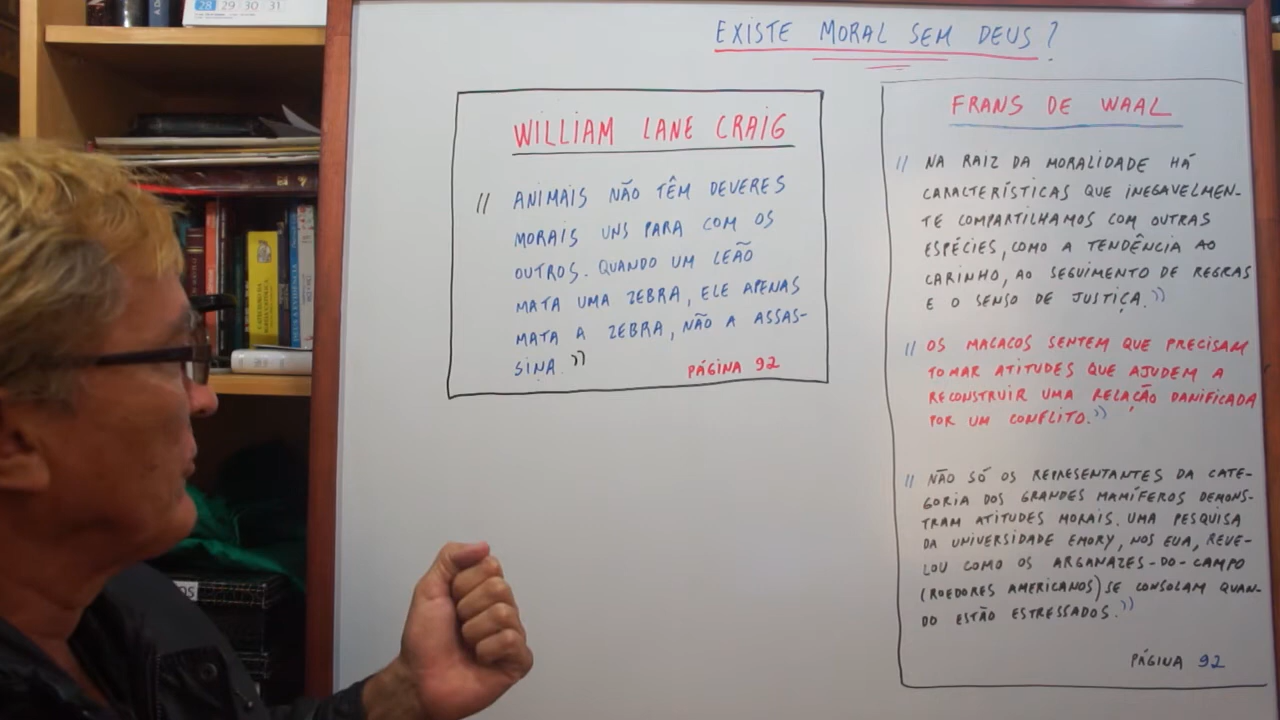 28 29 30 31
EXISTE MORAL SEM DEUS?
WILLIAM LANE CRAIG
" ANIMAIS NÃO TÊM DEVERES
MORAIS UNS PARA COM OS
OUTROS. QUANDO UM LEÃO
MATA UMA ZEBRA, ELE APENAS
MATA A ZEBRA, NÃO A ASSAS-
SINA."
PÁGINA 92
FRANS DE WAAL
" NA RAIZ DA MORALIDADE HÁ
CARACTERÍSTICAS QUE INEGAVELMEN-
TE COMPARTILHAMOS COM OUTRAS
ESPÉCIES, COMO A TENDÊNCIA AO
CARINHO, AO SEGUIMENTO DE REGRAS
E O SENSO DE JUSTIÇA."
" OS MACACOS SENTEM QUE PRECISAM
TOMAR ATITUDES QUE AJUDEM A
RECONSTRUIR UMA RELAÇÃO DANIFICADA
POR UM CONFLITO."
" NÃO SÓ OS REPRESENTANTES DA CATE-
GORIA DOS GRANDES MAMÍFEROS DEMONS-
TRAM ATITUDES MORAIS. UMA PESQUISA
DA UNIVERSIDADE EMORY, NOS EUA, REVE-
LOU COMO OS ARGANAZES-DO-CAMPO
(ROEDORES AMERICANOS) SE CONSOLAM QUAN-
DO ESTÃO ESTRESSADOS."
PÁGINA 92